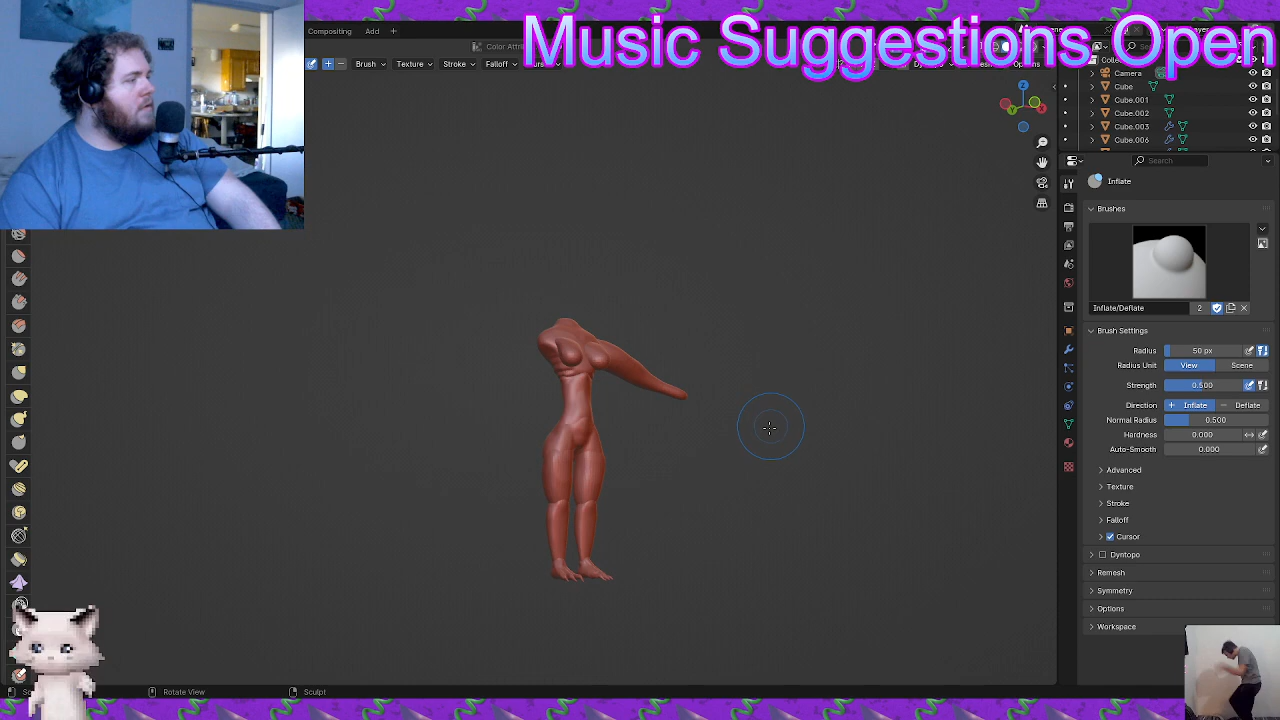 Music Suggestions Open
Compositing Add +
Color
Brush Texture Stroke Falloff
Options
Camera
Cube
Cube.001
Cube.002
Cube.003
Cube.006
Search
Inflate
Brushes
Inflate/Deflate 2
Brush Settings
Radius 50 px
Radius Unit View Scene
Strength 0.500
Direction + Inflate − Deflate
Normal Radius 0.500
Hardness 0.000
Auto-Smooth 0.000
Advanced
Texture
Stroke
Falloff
Cursor
Dyntopo
Remesh
Symmetry
Options
Workspace
Rotate View Sculpt
Z
X
Y